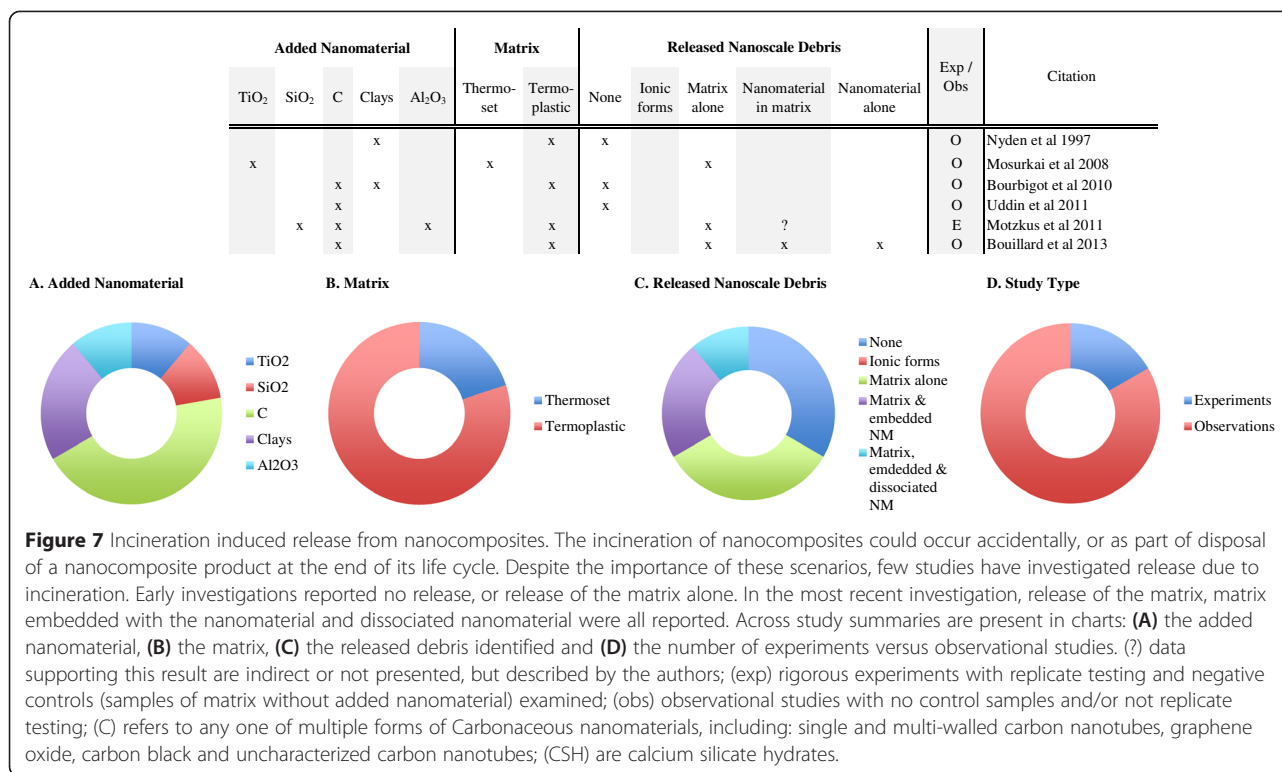 Added Nanomaterial Matrix Released Nanoscale Debris Exp / Obs Citation
TiO2 SiO2 C Clays Al2O3 Thermo-set Termo-plastic None Ionic forms Matrix alone Nanomaterial in matrix Nanomaterial alone
x x x O Nyden et al 1997
x x x O Mosurkai et al 2008
x x x x O Bourbigot et al 2010
x x O Uddin et al 2011
x x x x x ? E Motzkus et al 2011
x x x x x O Bouillard et al 2013
A. Added Nanomaterial
TiO2
SiO2
C
Clays
Al2O3
B. Matrix
Thermoset
Termoplastic
C. Released Nanoscale Debris
None
Ionic forms
Matrix alone
Matrix &
embedded
NM
Matrix,
emdedded &
dissociated
NM
D. Study Type
Experiments
Observations
Figure 7 Incineration induced release from nanocomposites. The incineration of nanocomposites could occur accidentally, or as part of disposal
of a nanocomposite product at the end of its life cycle. Despite the importance of these scenarios, few studies have investigated release due to
incineration. Early investigations reported no release, or release of the matrix alone. In the most recent investigation, release of the matrix, matrix
embedded with the nanomaterial and dissociated nanomaterial were all reported. Across study summaries are present in charts: (A) the added
nanomaterial, (B) the matrix, (C) the released debris identified and (D) the number of experiments versus observational studies. (?) data
supporting this result are indirect or not presented, but described by the authors; (exp) rigorous experiments with replicate testing and negative
controls (samples of matrix without added nanomaterial) examined; (obs) observational studies with no control samples and/or not replicate
testing; (C) refers to any one of multiple forms of Carbonaceous nanomaterials, including: single and multi-walled carbon nanotubes, graphene
oxide, carbon black and uncharacterized carbon nanotubes; (CSH) are calcium silicate hydrates.